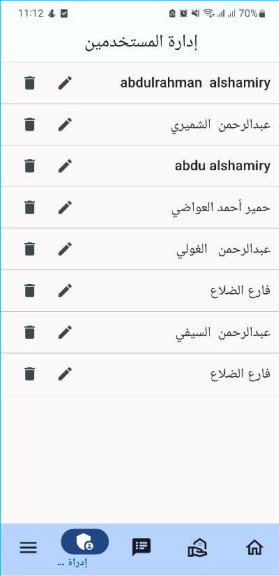 11:12 70%
إدارة المستخدمين
abdulrahman alshamiry
عبدالرحمن الشميري
abdu alshamiry
حمير أحمد العواضي
عبدالرحمن الغولي
فارع الضلاع
عبدالرحمن السيفي
فارع الضلاع
إدراة ...